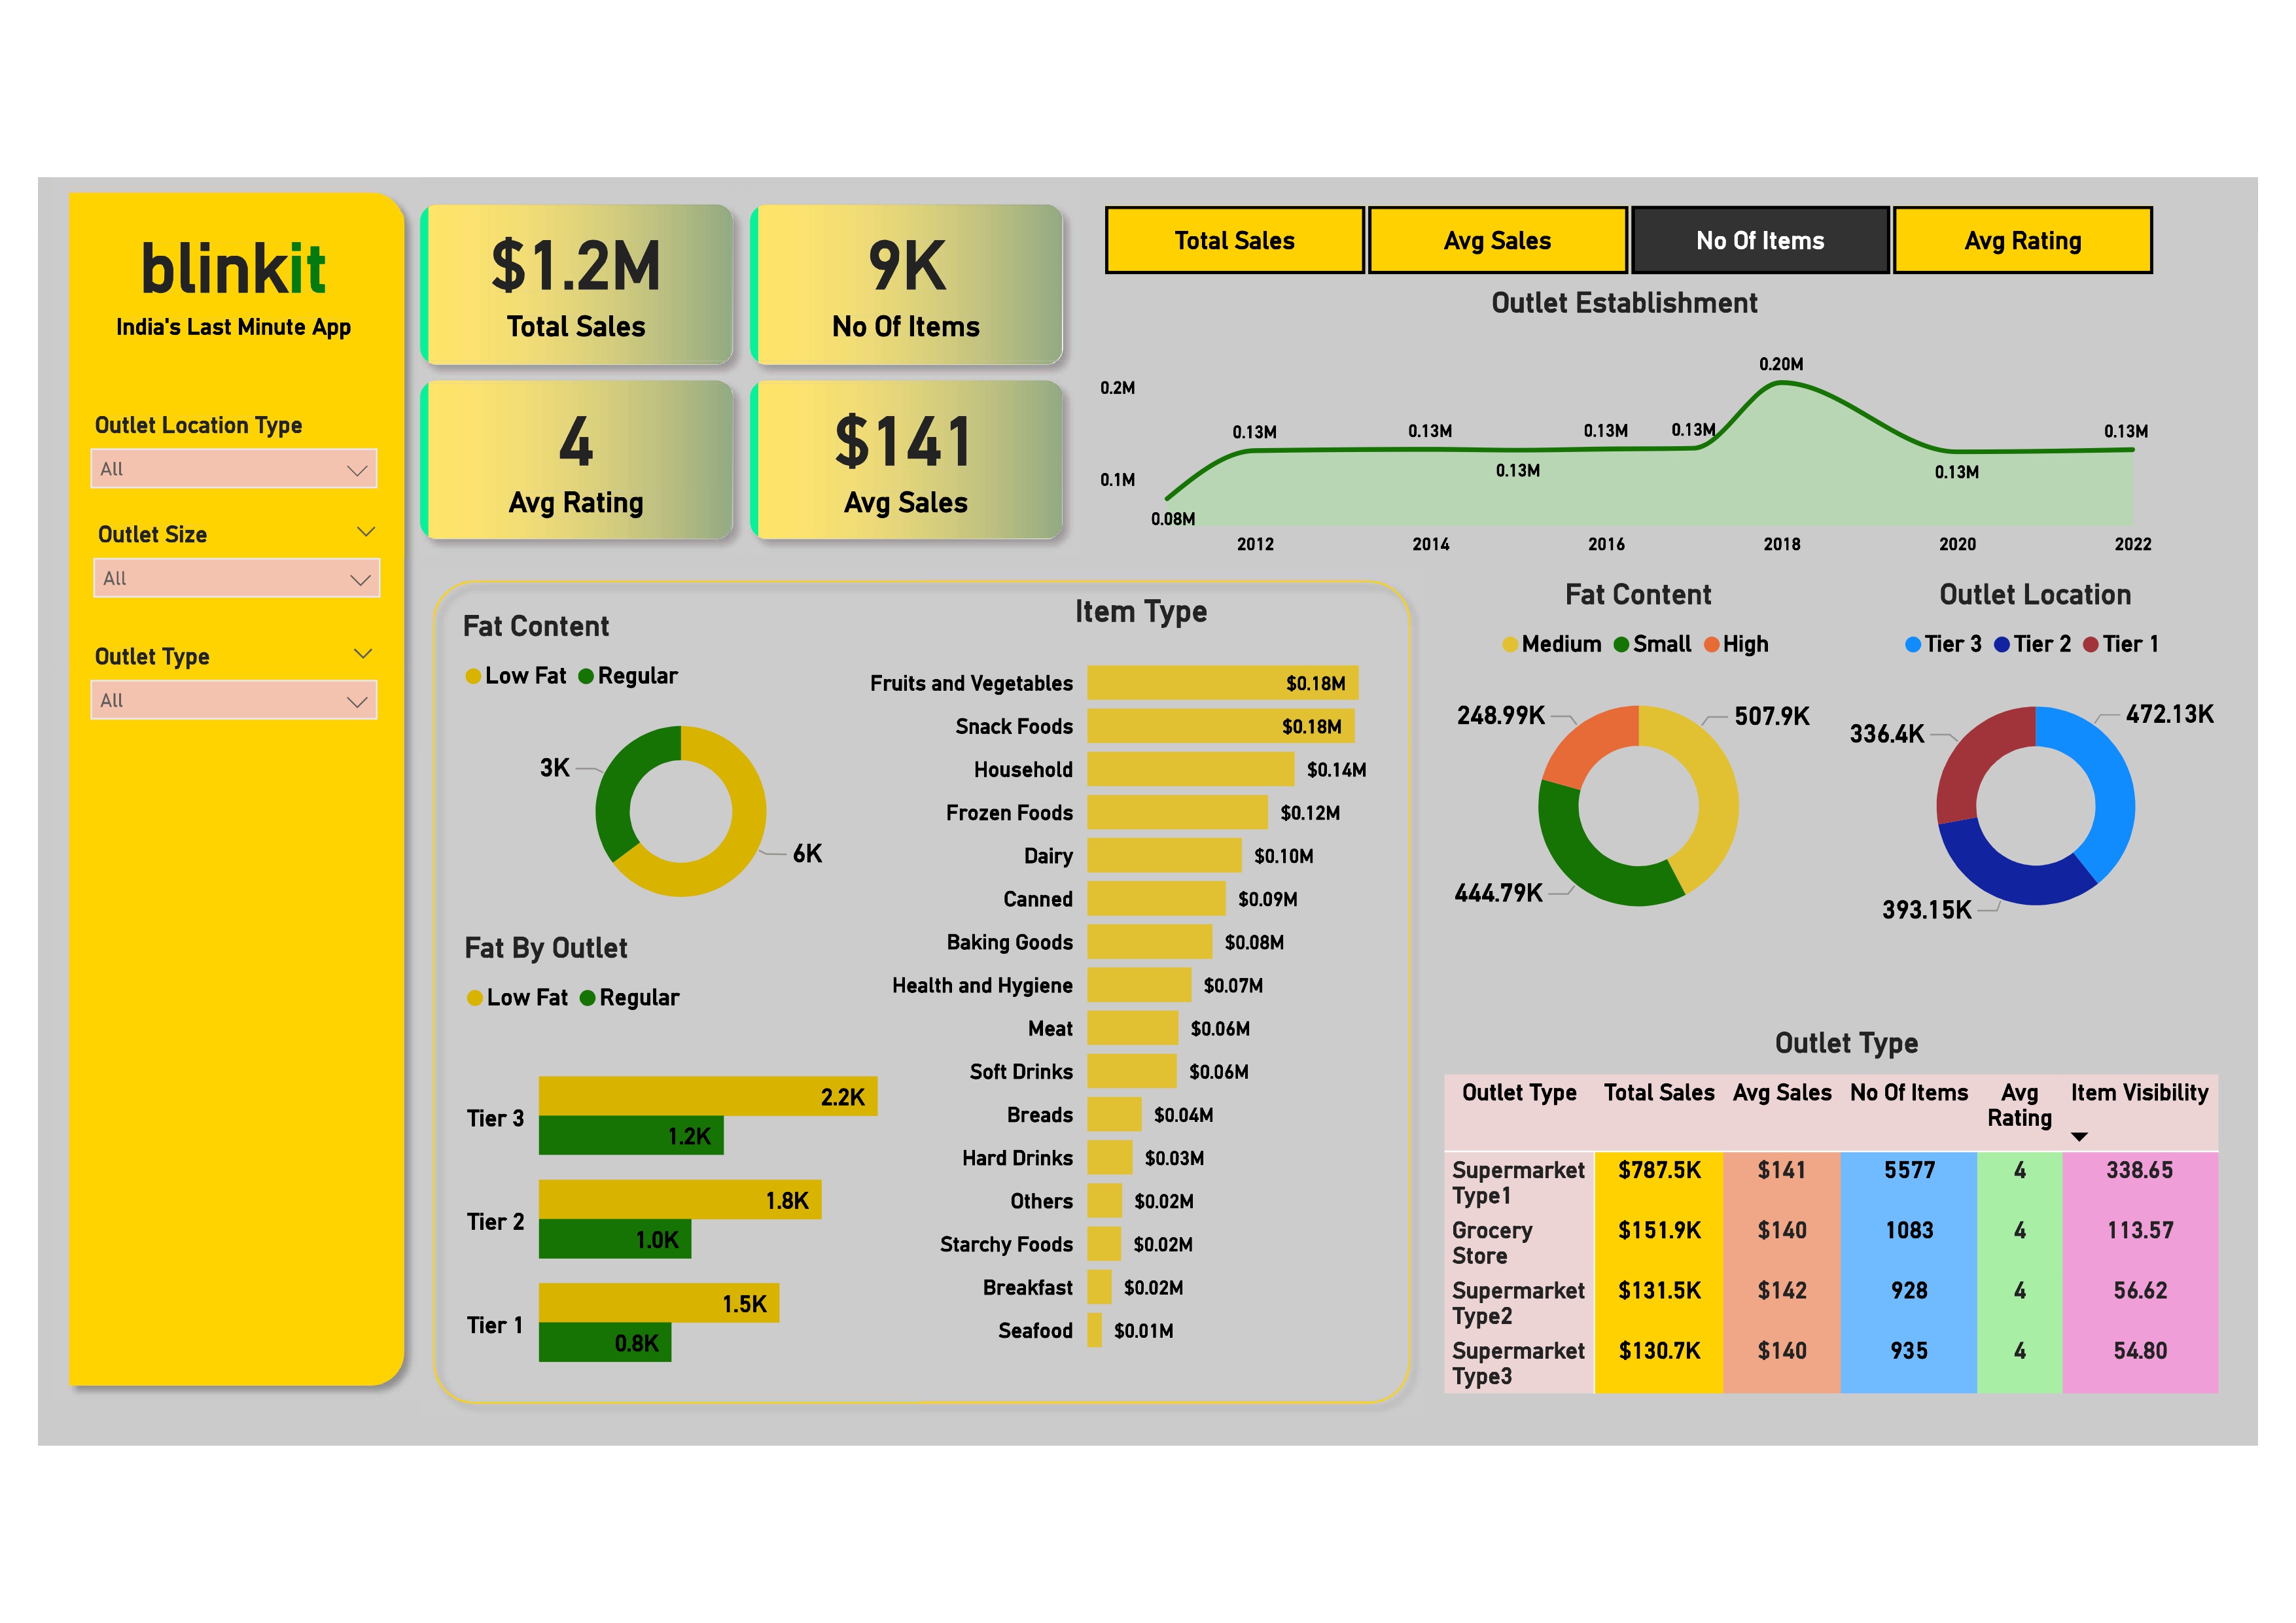 blinkit
India's Last Minute App
Outlet Location Type
All
Outlet Size
All
Outlet Type
All
$1.2M
Total Sales
9K
No Of Items
4
Avg Rating
$141
Avg Sales
Total Sales
Avg Sales
No Of Items
Avg Rating
Outlet Establishment
0.2M
0.1M
0.08M
0.13M
0.13M
0.13M
0.13M
0.13M
0.20M
0.13M
0.13M
2012
2014
2016
2018
2020
2022
Fat Content
Low Fat
Regular
3K
6K
Fat By Outlet
Low Fat
Regular
Tier 3
2.2K
1.2K
Tier 2
1.8K
1.0K
Tier 1
1.5K
0.8K
Item Type
Fruits and Vegetables $0.18M
Snack Foods $0.18M
Household $0.14M
Frozen Foods $0.12M
Dairy $0.10M
Canned $0.09M
Baking Goods $0.08M
Health and Hygiene $0.07M
Meat $0.06M
Soft Drinks $0.06M
Breads $0.04M
Hard Drinks $0.03M
Others $0.02M
Starchy Foods $0.02M
Breakfast $0.02M
Seafood $0.01M
Fat Content
Medium Small High
248.99K
507.9K
444.79K
Outlet Location
Tier 3 Tier 2 Tier 1
336.4K
472.13K
393.15K
Outlet Type
Outlet Type Total Sales Avg Sales No Of Items Avg Item Visibility
Rating
Supermarket $787.5K $141 5577 4 338.65
Type1
Grocery $151.9K $140 1083 4 113.57
Store
Supermarket $131.5K $142 928 4 56.62
Type2
Supermarket $130.7K $140 935 4 54.80
Type3